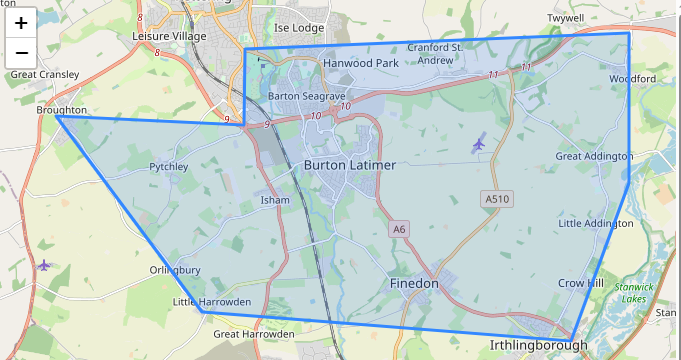 +
−
Leisure Village
Ise Lodge
Twywell
Cranford St.
Andrew
Hanwood Park
Great Cransley
Woodford
Broughton
Barton Seagrave
8
8
9
9
10
10
11
11
Pytchley
Burton Latimer
Great Addington
Isham
A510
A6
Little Addington
Orlingbury
Finedon
Crow Hill
Stanwick
Lakes
Little Harrowden
Stan
Great Harrowden
Irthlingborough